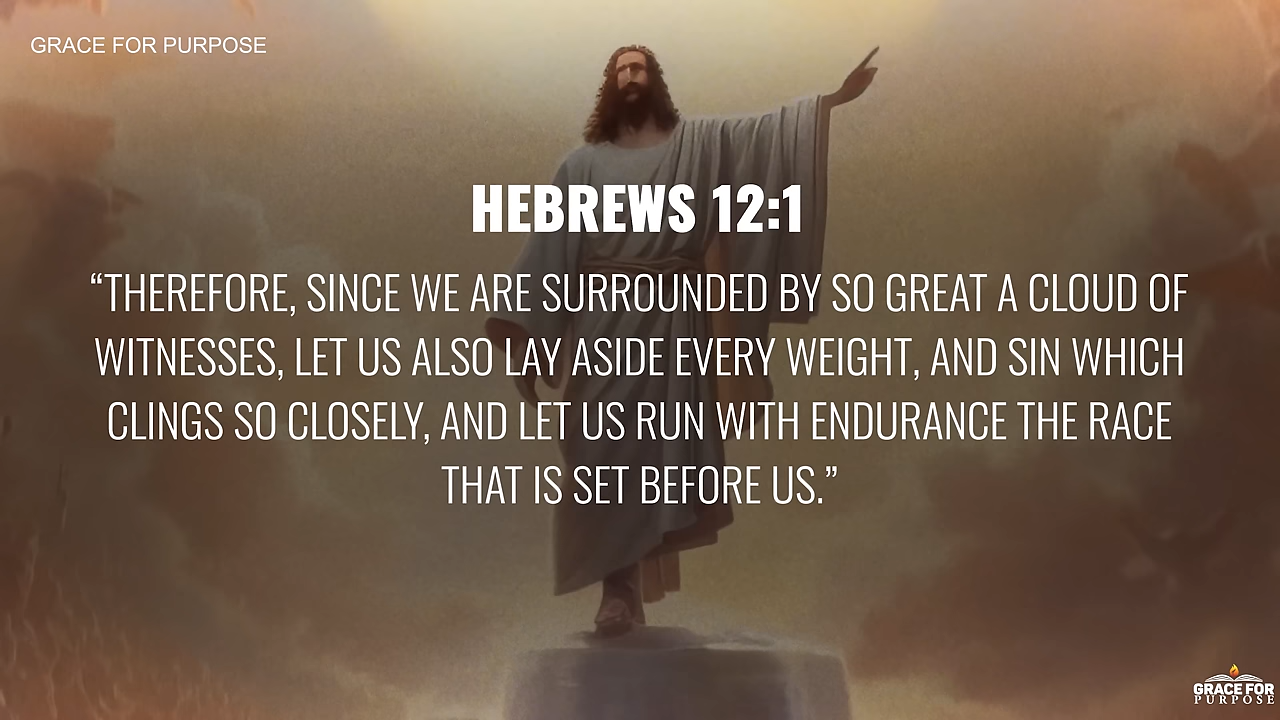 GRACE FOR PURPOSE
HEBREWS 12:1
“THEREFORE, SINCE WE ARE SURROUNDED BY SO GREAT A CLOUD OF
WITNESSES, LET US ALSO LAY ASIDE EVERY WEIGHT, AND SIN WHICH
CLINGS SO CLOSELY, AND LET US RUN WITH ENDURANCE THE RACE
THAT IS SET BEFORE US.”
GRACE FOR
PURPOSE